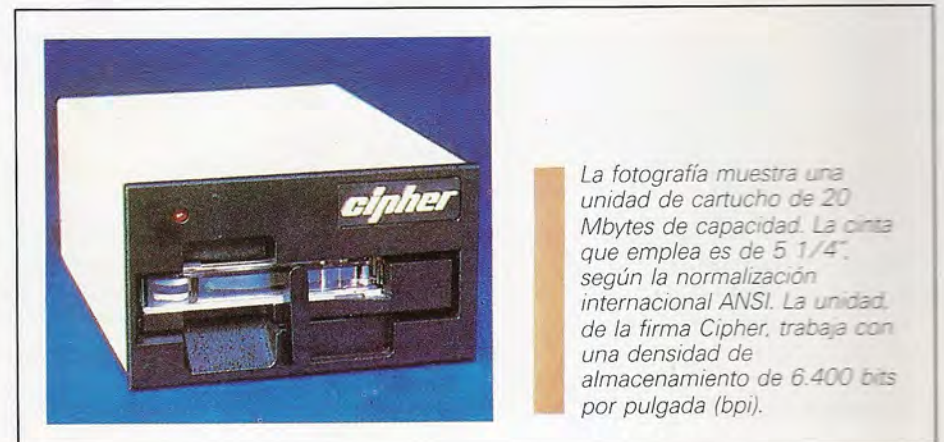 cipher
La fotografía muestra una
unidad de cartucho de 20
Mbytes de capacidad. La cinta
que emplea es de 5 1/4",
según la normalización
internacional ANSI. La unidad,
de la firma Cipher, trabaja con
una densidad de
almacenamiento de 6.400 bits
por pulgada (bpi).